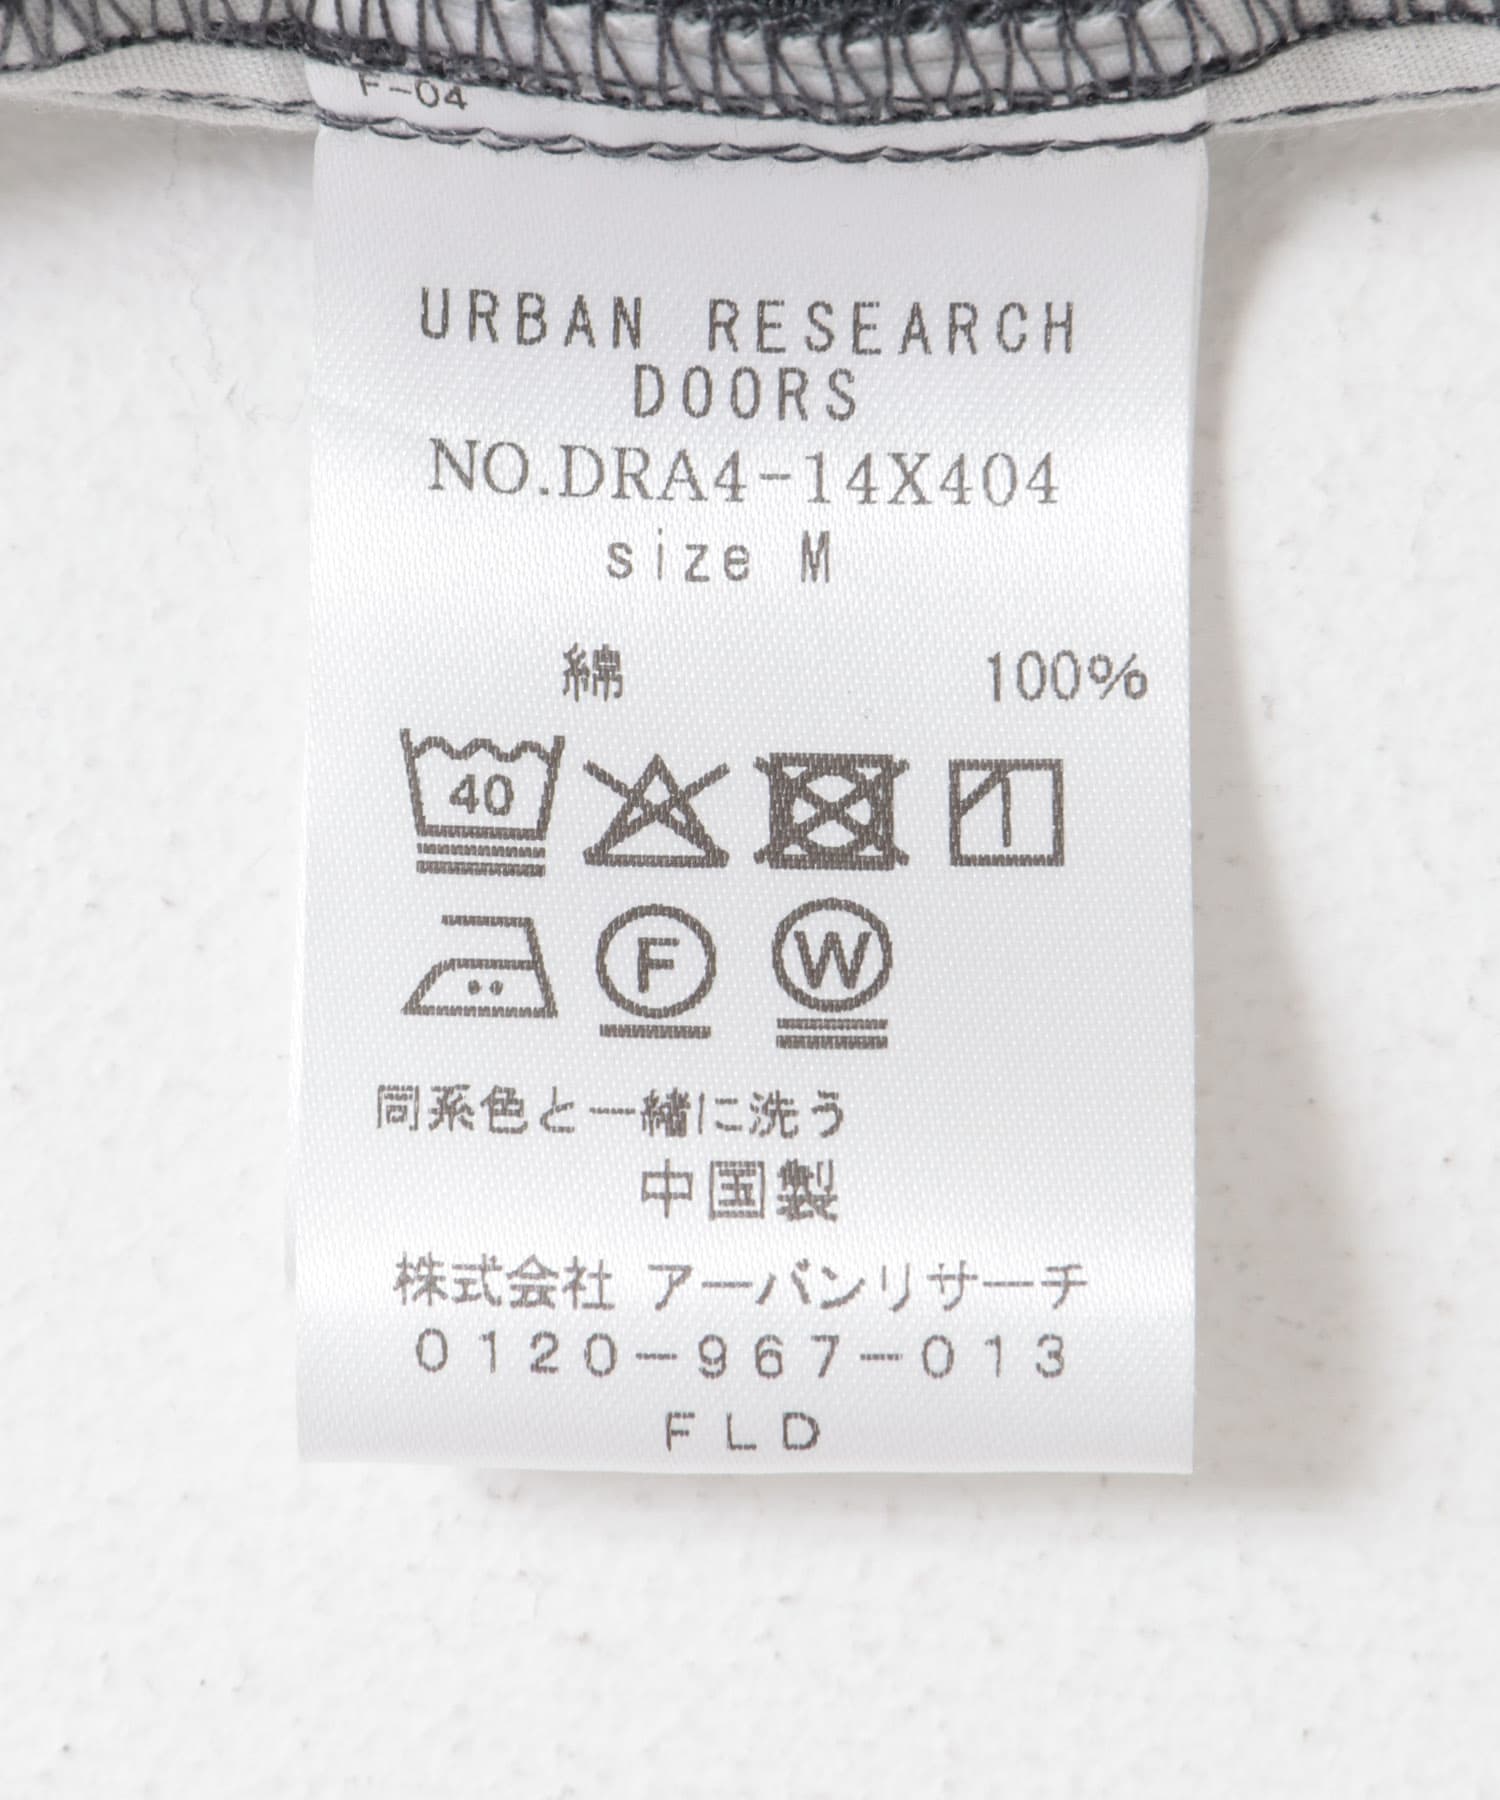 F-04
URBAN RESEARCH
DOORS
NO.DRA4-14X404
size M
綿 100%
40
F W
同系色と一緒に洗う
中国製
株式会社 アーバンリサーチ
0120-967-013
FLD